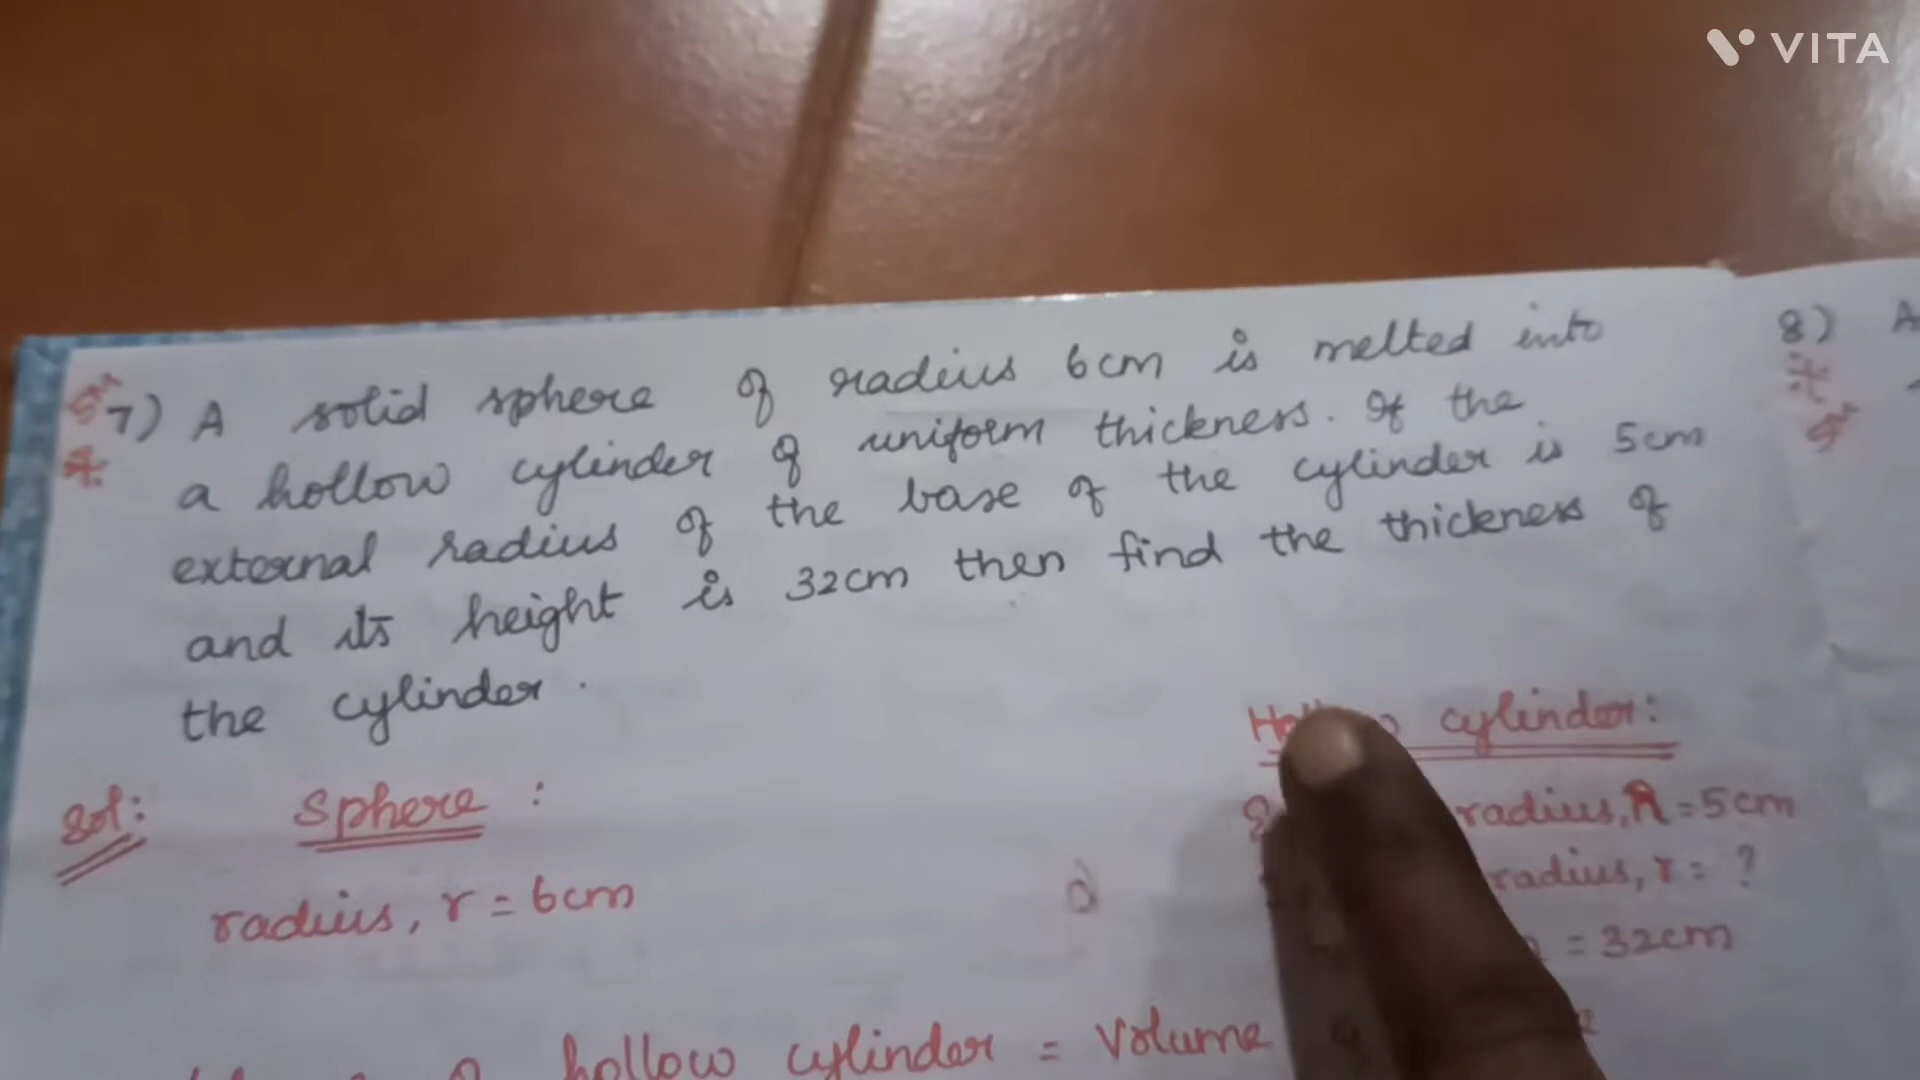 VITA
7) A solid sphere of radius 6cm is melted into
a hollow cylinder of uniform thickness. If the
external radius of the base of the cylinder is 5cm
and its height is 32cm then find the thickness of
the cylinder.
8) A
Sol: Sphere :
radius, r = 6cm
Hollow cylinder:
radius, R = 5cm
radius, r = ?
= 32cm
hollow cylinder = Volume